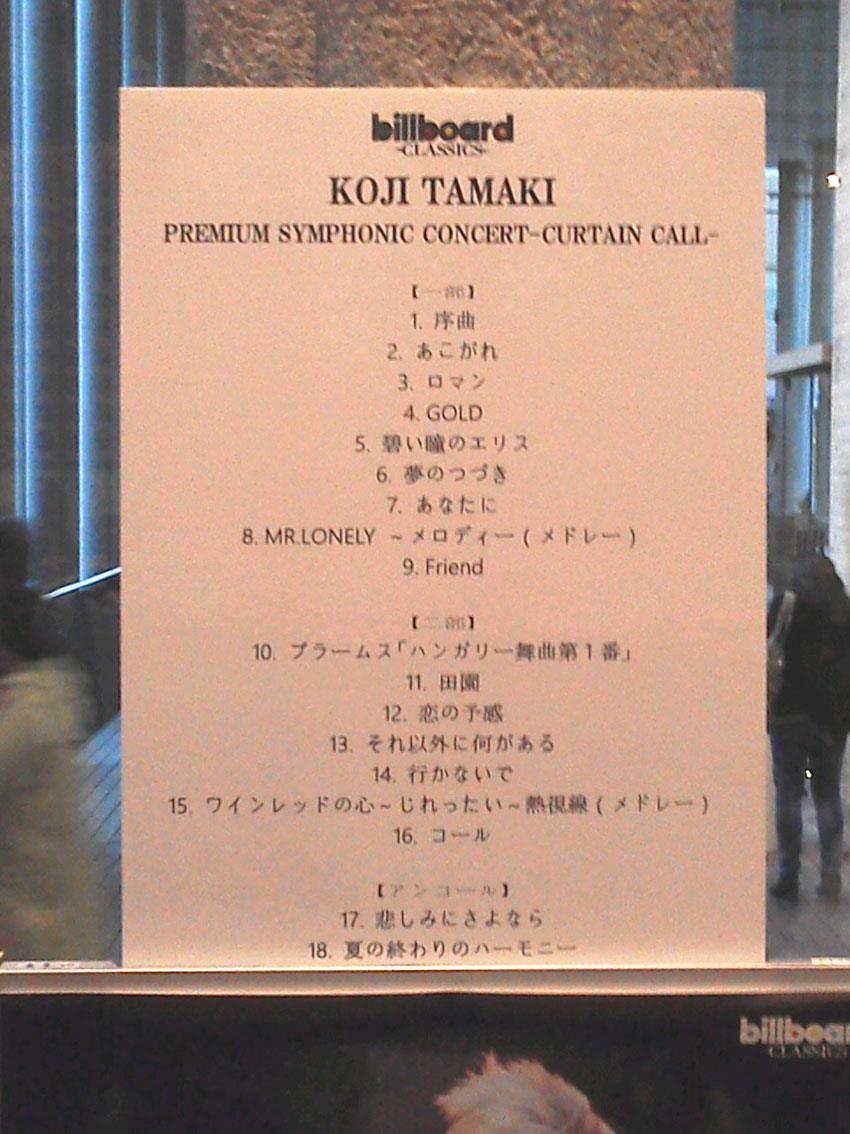 billboard
-CLASSICS-
KOJI TAMAKI
PREMIUM SYMPHONIC CONCERT-CURTAIN CALL-
【一部】
1. 序曲
2. あこがれ
3. ロマン
4. GOLD
5. 碧い瞳のエリス
6. 夢のつづき
7. あなたに
8. MR.LONELY ~メロディー(メドレー)
9. Friend
【二部】
10. ブラームス「ハンガリー舞曲第1番」
11. 田園
12. 恋の予感
13. それ以外に何がある
14. 行かないで
15. ワインレッドの心~じれったい~熱視線(メドレー)
16. コール
【アンコール】
17. 悲しみにさよなら
18. 夏の終わりのハーモニー
billboar
CLASSICS